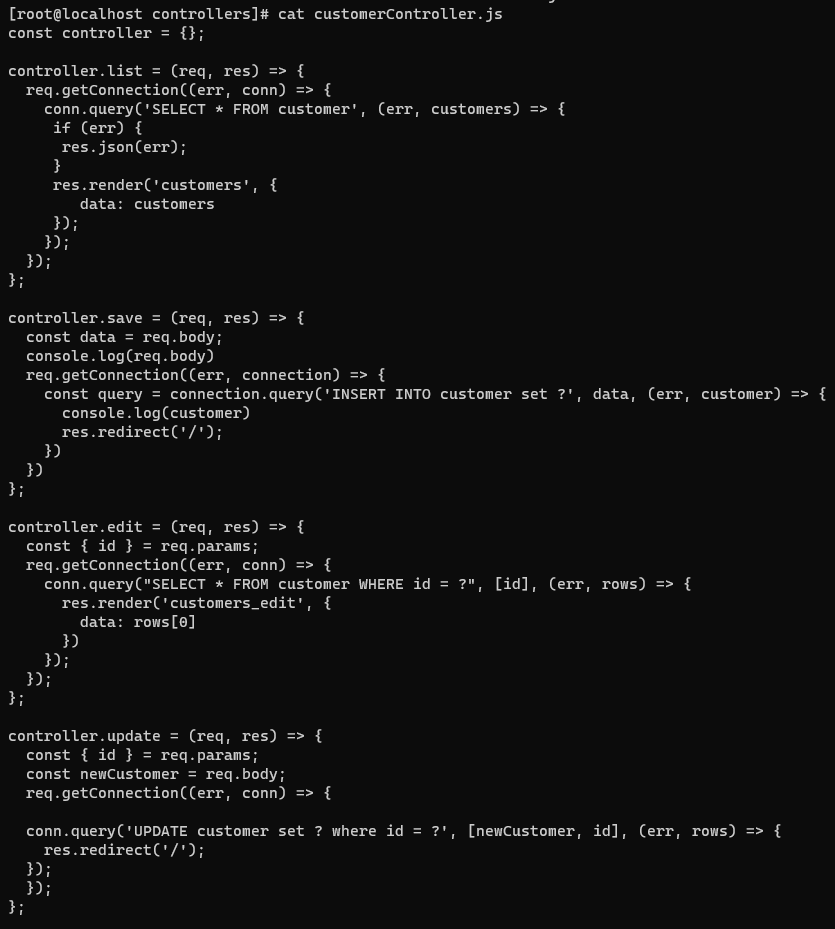 [root@localhost controllers]# cat customerController.js
const controller = {};

controller.list = (req, res) => {
  req.getConnection((err, conn) => {
    conn.query('SELECT * FROM customer', (err, customers) => {
     if (err) {
      res.json(err);
     }
     res.render('customers', {
        data: customers
     });
    });
  });
};

controller.save = (req, res) => {
  const data = req.body;
  console.log(req.body)
  req.getConnection((err, connection) => {
    const query = connection.query('INSERT INTO customer set ?', data, (err, customer) => {
      console.log(customer)
      res.redirect('/');
    })
  })
};

controller.edit = (req, res) => {
  const { id } = req.params;
  req.getConnection((err, conn) => {
    conn.query("SELECT * FROM customer WHERE id = ?", [id], (err, rows) => {
      res.render('customers_edit', {
        data: rows[0]
      })
    });
  });
};

controller.update = (req, res) => {
  const { id } = req.params;
  const newCustomer = req.body;
  req.getConnection((err, conn) => {

  conn.query('UPDATE customer set ? where id = ?', [newCustomer, id], (err, rows) => {
    res.redirect('/');
  });
  });
};